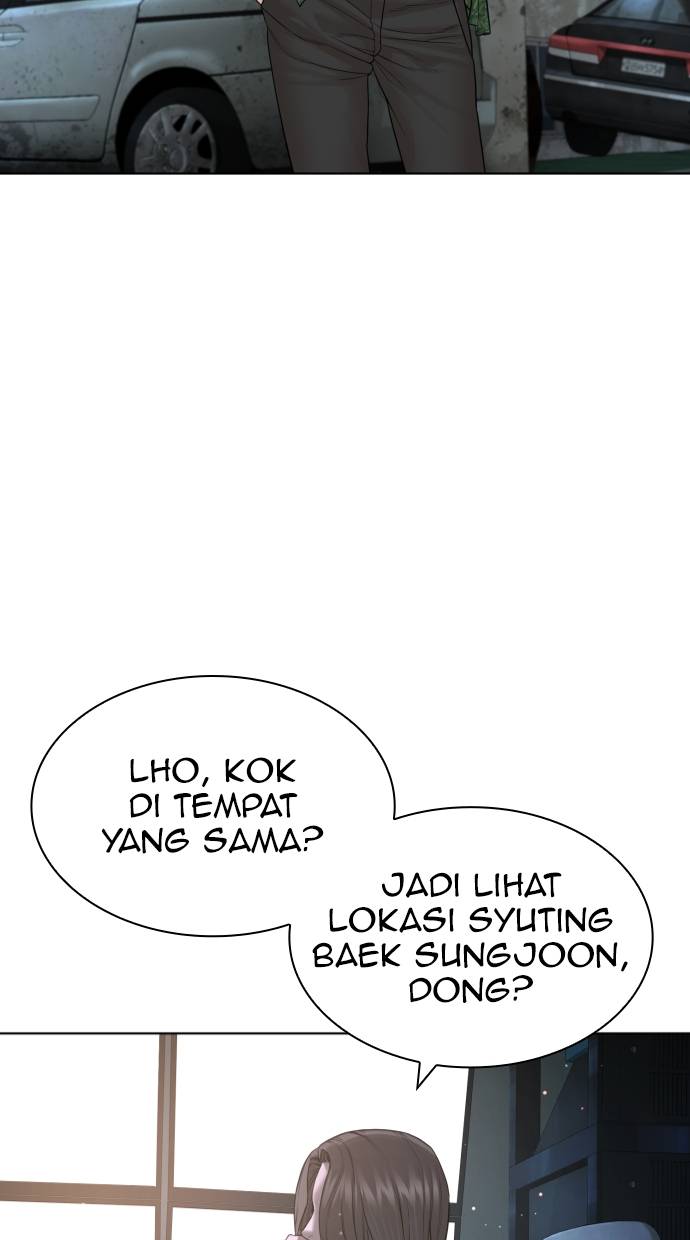 LHO, KOK
DI TEMPAT
YANG SAMA?
JADI LIHAT
LOKASI SYUTING
BAEK SUNGJOON,
DONG?